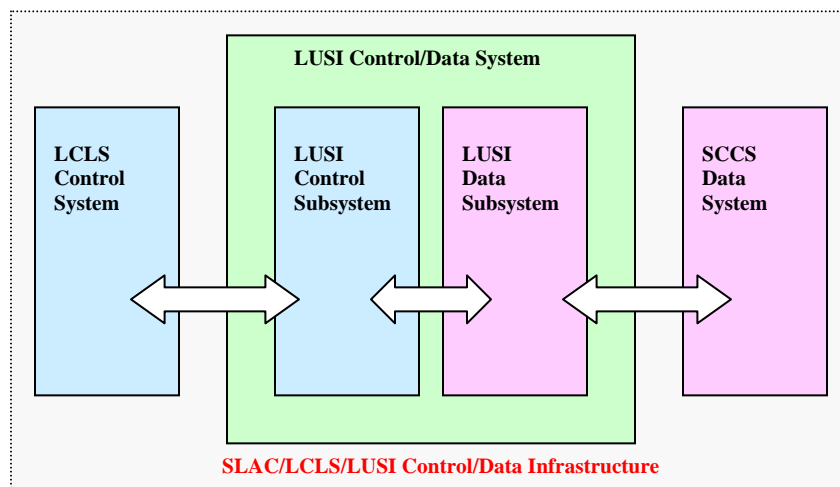 LUSI Control/Data System
LCLS
Control
System
LUSI
Control
Subsystem
LUSI
Data
Subsystem
SCCS
Data
System
SLAC/LCLS/LUSI Control/Data Infrastructure